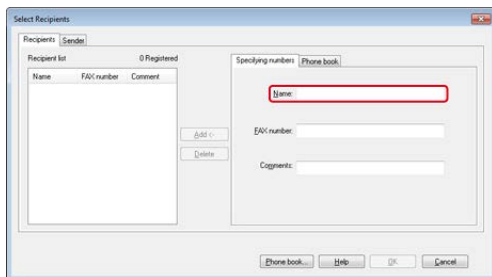 Select Recipients
Recipients Sender
Recipient list 0 Registered
Name FAX number Comment
Add <-
Delete
Specifying numbers Phone book
Name:
FAX number:
Comments:
Phone book... Help OK Cancel